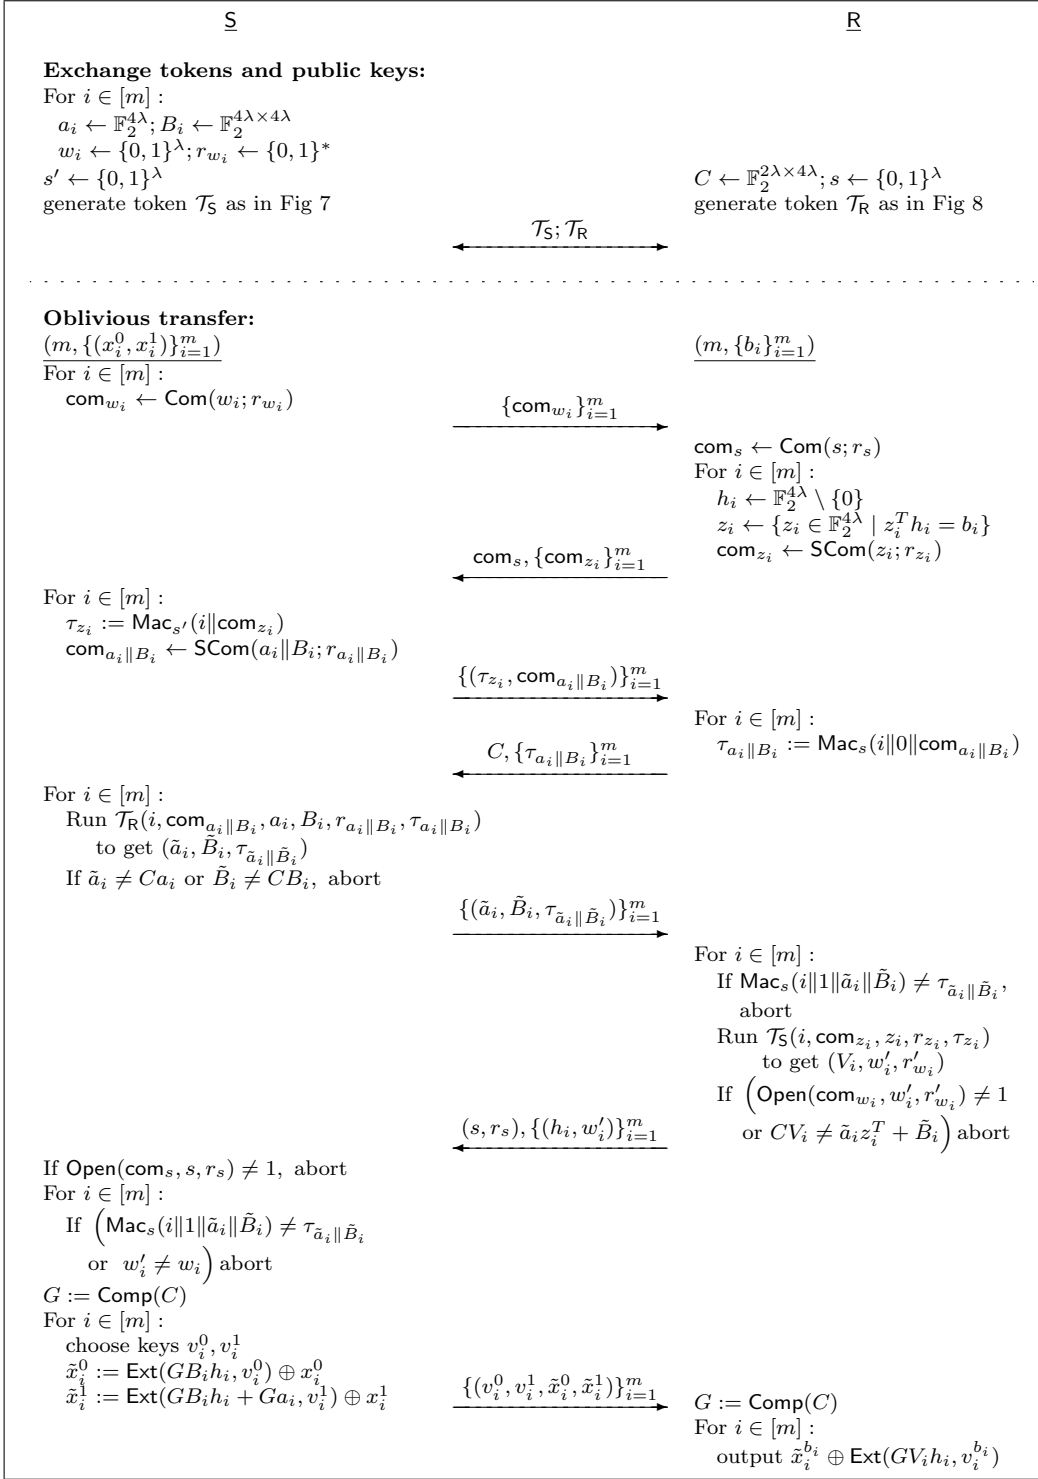 S R
Exchange tokens and public keys:
For i ∈ [m] :
a_i ← 𝔽_2^{4λ}; B_i ← 𝔽_2^{4λ×4λ}
w_i ← {0, 1}^λ; r_{w_i} ← {0, 1}^*
s′ ← {0, 1}^λ C ← 𝔽_2^{2λ×4λ}; s ← {0, 1}^λ
generate token 𝒯_S as in Fig 7 generate token 𝒯_R as in Fig 8
𝒯_S; 𝒯_R
Oblivious transfer:
(m, {(x_i^0, x_i^1)}_{i=1}^m) (m, {b_i}_{i=1}^m)
For i ∈ [m] :
com_{w_i} ← Com(w_i; r_{w_i})
{com_{w_i}}_{i=1}^m
com_s ← Com(s; r_s)
For i ∈ [m] :
h_i ← 𝔽_2^{4λ} \ {0}
z_i ← {z_i ∈ 𝔽_2^{4λ} | z_i^T h_i = b_i}
com_{z_i} ← SCom(z_i; r_{z_i})
com_s, {com_{z_i}}_{i=1}^m
For i ∈ [m] :
τ_{z_i} := Mac_{s′}(i‖com_{z_i})
com_{a_i‖B_i} ← SCom(a_i‖B_i; r_{a_i‖B_i})
{(τ_{z_i}, com_{a_i‖B_i})}_{i=1}^m
For i ∈ [m] :
τ_{a_i‖B_i} := Mac_s(i‖0‖com_{a_i‖B_i})
C, {τ_{a_i‖B_i}}_{i=1}^m
For i ∈ [m] :
Run 𝒯_R(i, com_{a_i‖B_i}, a_i, B_i, r_{a_i‖B_i}, τ_{a_i‖B_i})
to get (ã_i, B̃_i, τ_{ã_i‖B̃_i})
If ã_i ≠ Ca_i or B̃_i ≠ CB_i, abort
{(ã_i, B̃_i, τ_{ã_i‖B̃_i})}_{i=1}^m
For i ∈ [m] :
If Mac_s(i‖1‖ã_i‖B̃_i) ≠ τ_{ã_i‖B̃_i},
abort
Run 𝒯_S(i, com_{z_i}, z_i, r_{z_i}, τ_{z_i})
to get (V_i, w′_i, r′_{w_i})
If (Open(com_{w_i}, w′_i, r′_{w_i}) ≠ 1
or CV_i ≠ ã_i z_i^T + B̃_i) abort
(s, r_s), {(h_i, w′_i)}_{i=1}^m
If Open(com_s, s, r_s) ≠ 1, abort
For i ∈ [m] :
If (Mac_s(i‖1‖ã_i‖B̃_i) ≠ τ_{ã_i‖B̃_i}
or w′_i ≠ w_i) abort
G := Comp(C)
For i ∈ [m] :
choose keys v_i^0, v_i^1
x̃_i^0 := Ext(GB_i h_i, v_i^0) ⊕ x_i^0
x̃_i^1 := Ext(GB_i h_i + Ga_i, v_i^1) ⊕ x_i^1
{(v_i^0, v_i^1, x̃_i^0, x̃_i^1)}_{i=1}^m
G := Comp(C)
For i ∈ [m] :
output x̃_i^{b_i} ⊕ Ext(GV_i h_i, v_i^{b_i})